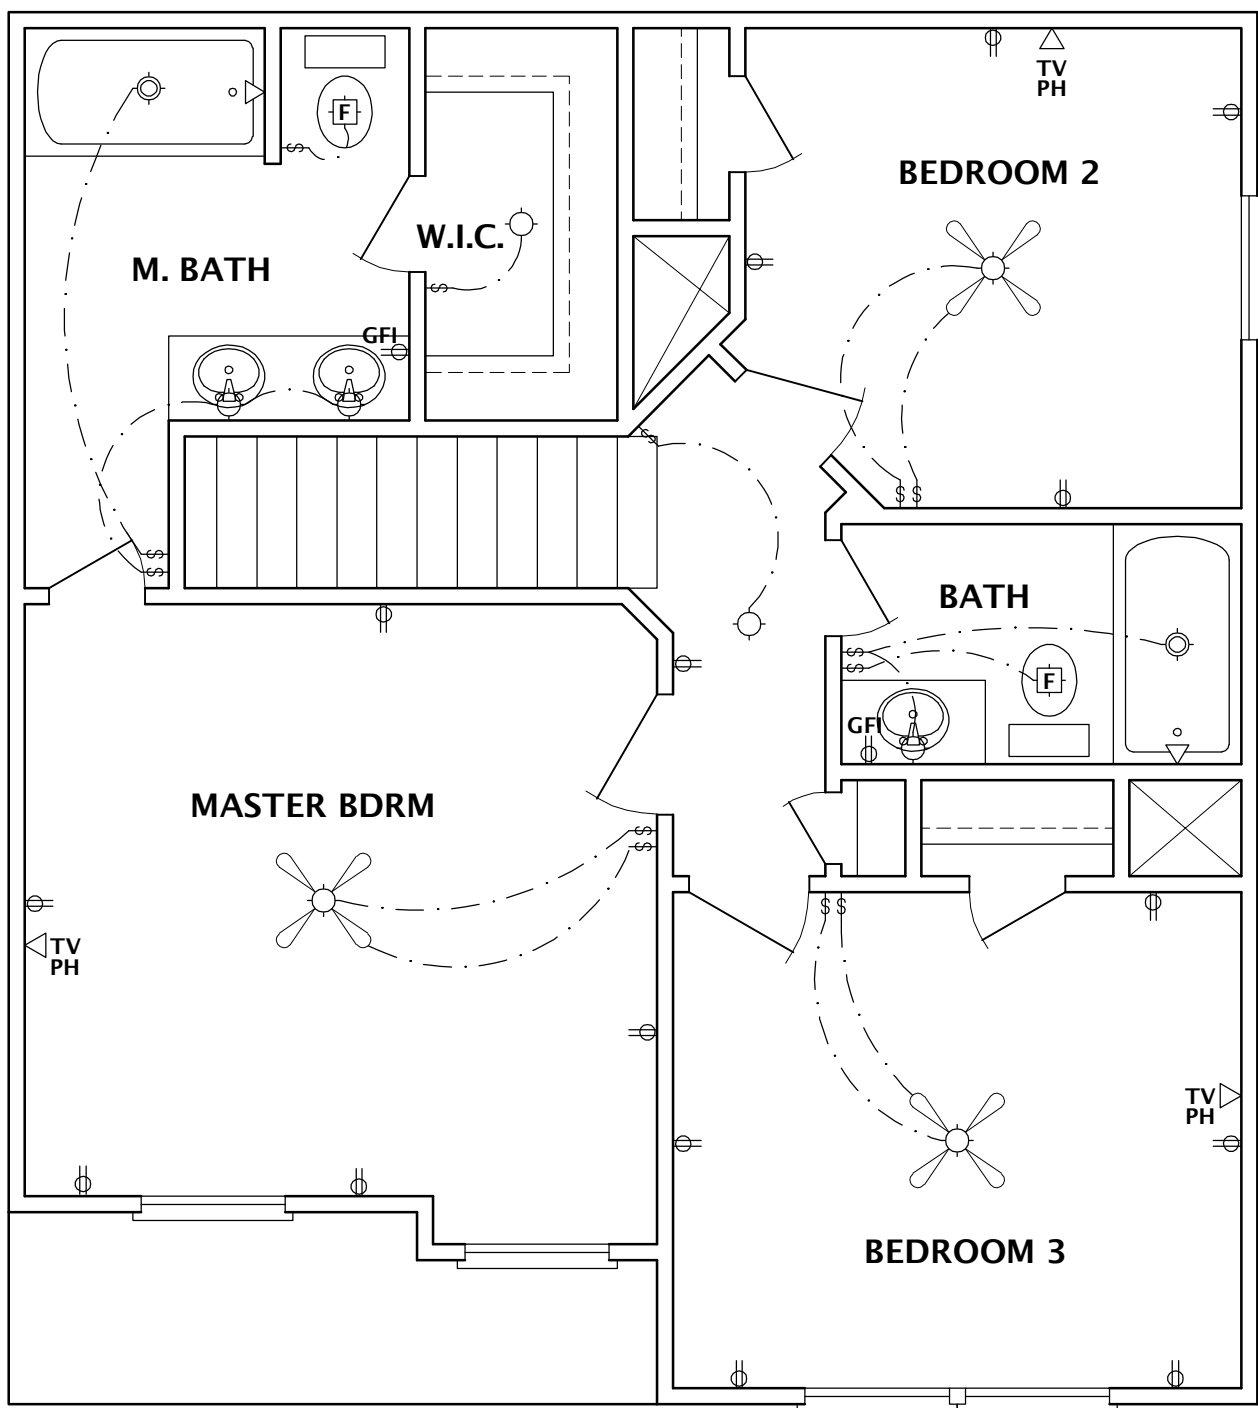 TV
PH
F
S
BEDROOM 2
W.I.C.
M. BATH
S
GFI
S
S S
S
S
BATH
S
S
F
GFI
MASTER BDRM
S
S
S S
TV
PH
TV
PH
BEDROOM 3